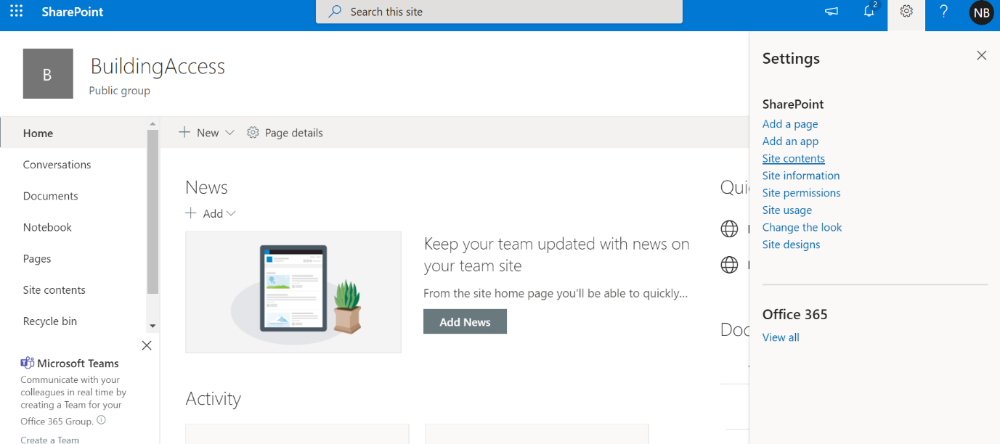 SharePoint
Search this site
2
NB
B
BuildingAccess
Public group
Home
Conversations
Documents
Notebook
Pages
Site contents
Recycle bin
Microsoft Teams
Communicate with your
colleagues in real time by
creating a Team for your
Office 365 Group.
Create a Team
New
Page details
News
Add
Keep your team updated with news on
your team site
From the site home page you'll be able to quickly...
Add News
Activity
Settings
SharePoint
Add a page
Add an app
Site contents
Site information
Site permissions
Site usage
Change the look
Site designs
Office 365
View all